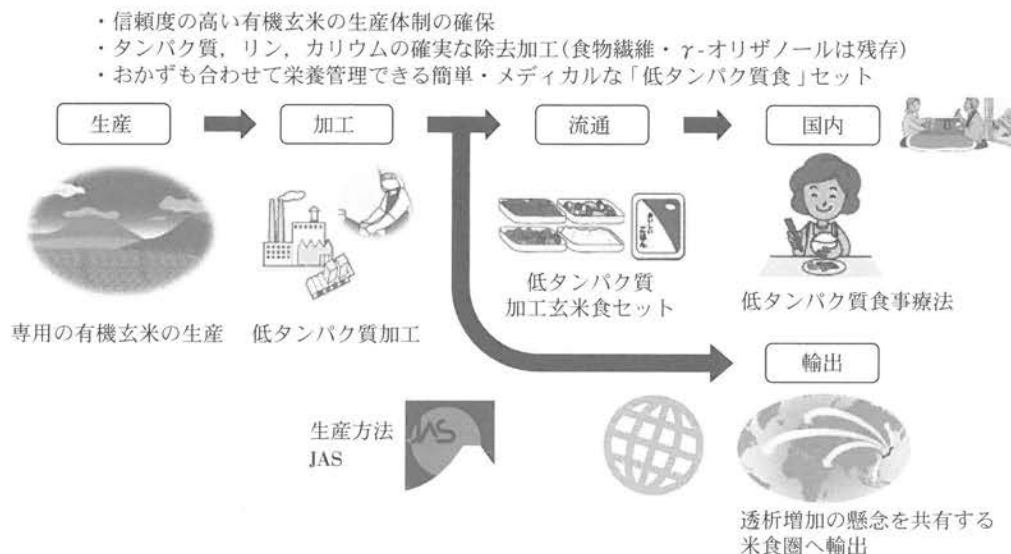 ・信頼度の高い有機玄米の生産体制の確保
・タンパク質，リン，カリウムの確実な除去加工(食物繊維・γ-オリザノールは残存)
・おかずも合わせて栄養管理できる簡単・メディカルな「低タンパク質食」セット
生産
加工
流通
国内
おいしい
ごはん
専用の有機玄米の生産
低タンパク質加工
低タンパク質
加工玄米食セット
低タンパク質食事療法
輸出
生産方法
JAS
JAS
透析増加の懸念を共有する
米食圏へ輸出